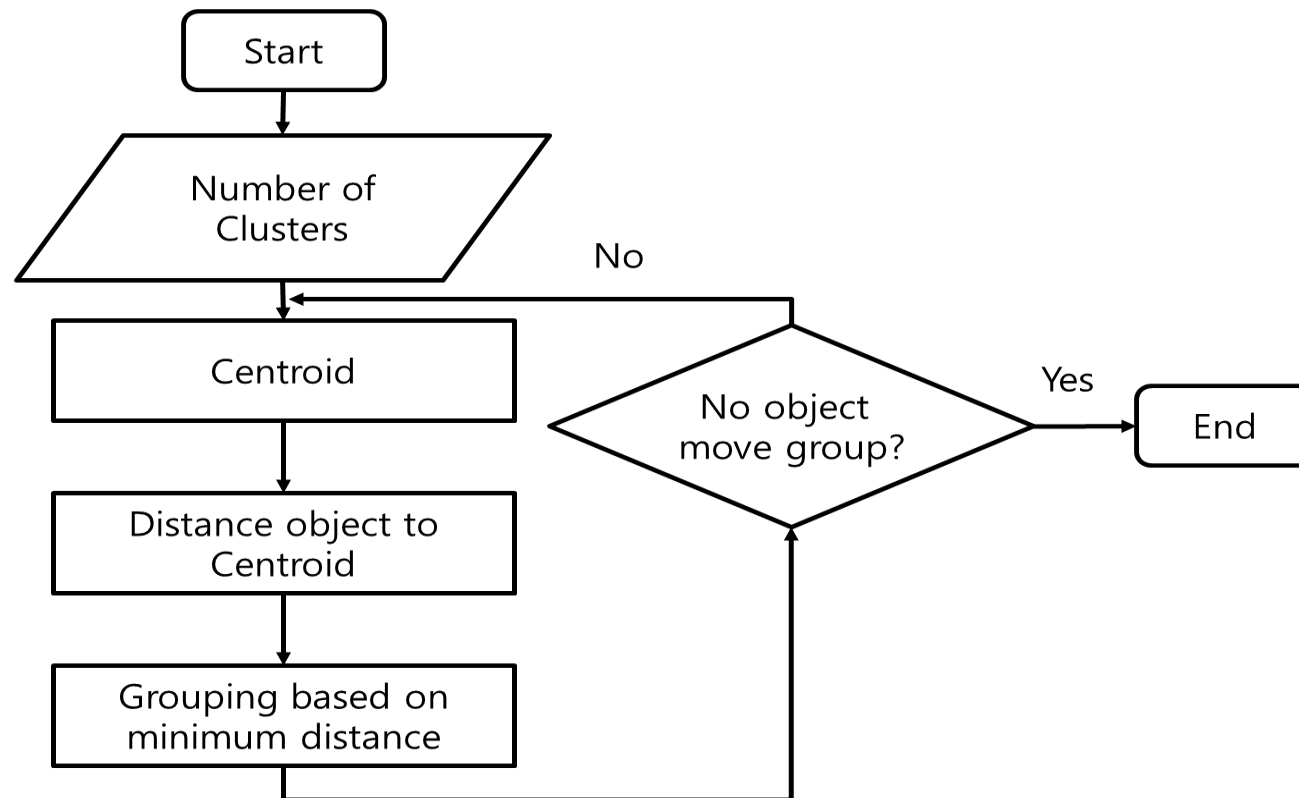 Start
Number of
Clusters
No
Centroid
No object
move group?
Yes
End
Distance object to
Centroid
Grouping based on
minimum distance